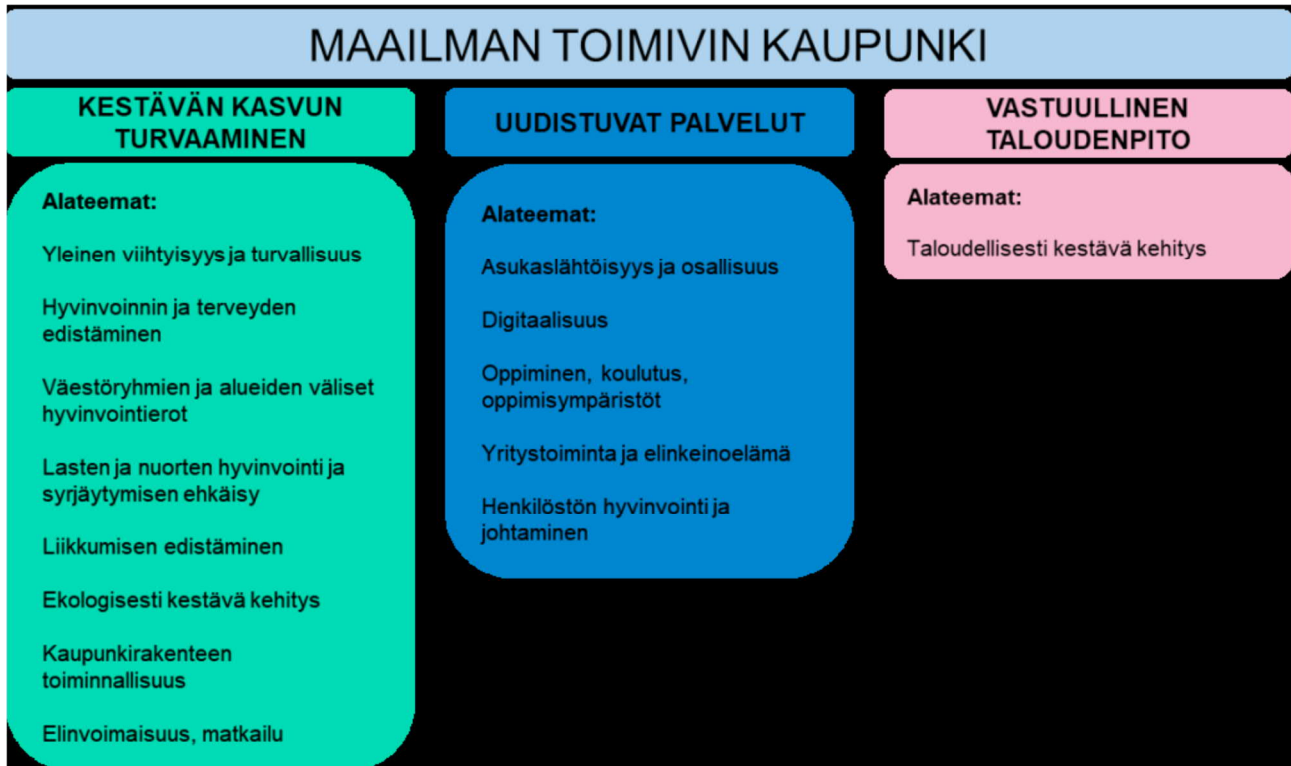 MAAILMAN TOIMIVIN KAUPUNKI
KESTÄVÄN KASVUN
TURVAAMINEN
Alateemat:
Yleinen viihtyisyys ja turvallisuus
Hyvinvoinnin ja terveyden
edistäminen
Väestöryhmien ja alueiden väliset
hyvinvointierot
Lasten ja nuorten hyvinvointi ja
syrjäytymisen ehkäisy
Liikkumisen edistäminen
Ekologisesti kestävä kehitys
Kaupunkirakenteen
toiminnallisuus
Elinvoimaisuus, matkailu
UUDISTUVAT PALVELUT
Alateemat:
Asukaslähtöisyys ja osallisuus
Digitaalisuus
Oppiminen, koulutus,
oppimisympäristöt
Yritystoiminta ja elinkeinoelämä
Henkilöstön hyvinvointi ja
johtaminen
VASTUULLINEN
TALOUDENPITO
Alateemat:
Taloudellisesti kestävä kehitys